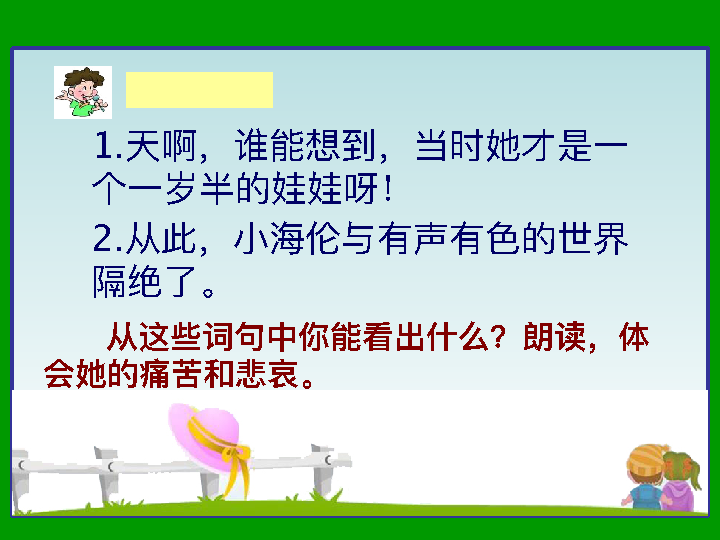 1.天啊，谁能想到，当时她才是一
个一岁半的娃娃呀！
2.从此，小海伦与有声有色的世界
隔绝了。
从这些词句中你能看出什么？朗读，体
会她的痛苦和悲哀。